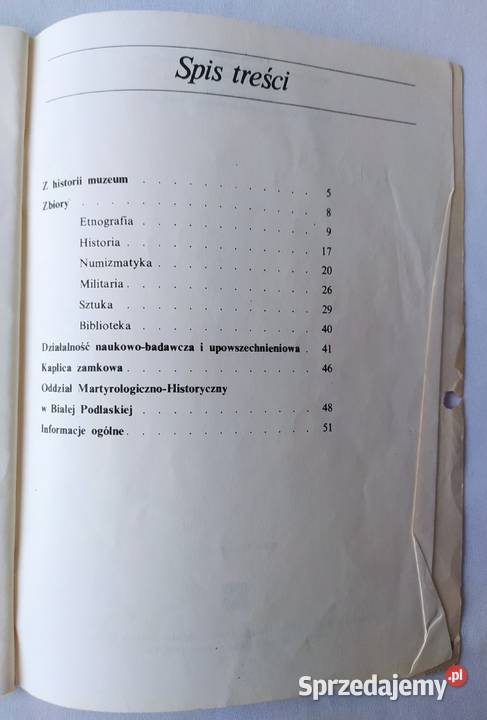 Spis treści
Z historii muzeum . . . . . . . . . . . 5
Zbiory . . . . . . . . . . . . . 8
Etnografia . . . . . . . . . . . 9
Historia . . . . . . . . . . . . 17
Numizmatyka . . . . . . . . . . 20
Militaria . . . . . . . . . . . . 26
Sztuka . . . . . . . . . . . . 29
Biblioteka . . . . . . . . . . . 40
Działalność naukowo-badawcza i upowszechnieniowa . 41
Kaplica zamkowa . . . . . . . . . . . 46
Oddział Martyrologiczno-Historyczny
w Białej Podlaskiej . . . . . . . . . . . 48
Informacje ogólne . . . . . . . . . . . 51
Sprzedajemy.pl